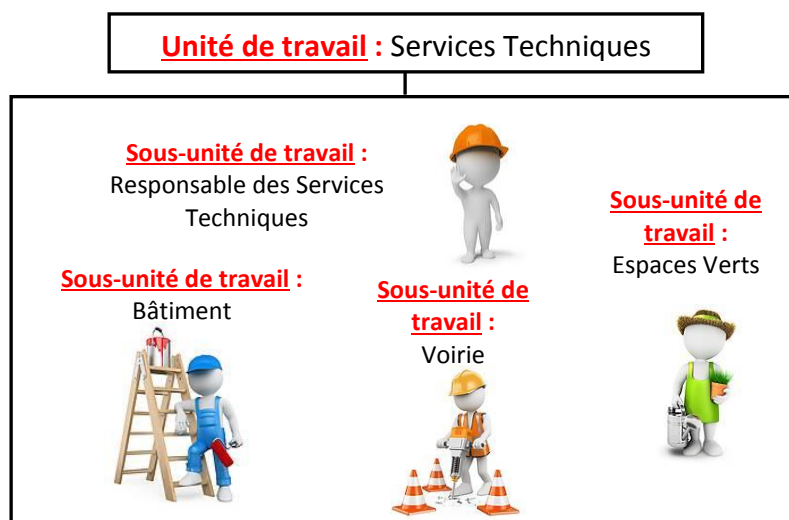 Unité de travail : Services Techniques
Sous-unité de travail :
Responsable des Services
Techniques
Sous-unité de
travail :
Espaces Verts
Sous-unité de travail :
Bâtiment
Sous-unité de
travail :
Voirie